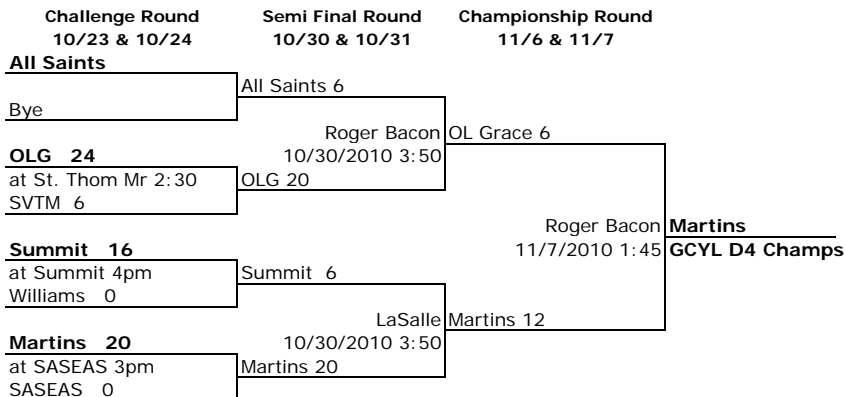 Challenge Round Semi Final Round Championship Round
10/23 & 10/24 10/30 & 10/31 11/6 & 11/7
All Saints
All Saints 6
Bye
Roger Bacon OL Grace 6
OLG 24 10/30/2010 3:50
at St. Thom Mr 2:30 OLG 20
SVTM 6
Roger Bacon Martins
Summit 16 11/7/2010 1:45 GCYL D4 Champs
at Summit 4pm Summit 6
Williams 0
LaSalle Martins 12
Martins 20 10/30/2010 3:50
at SASEAS 3pm Martins 20
SASEAS 0